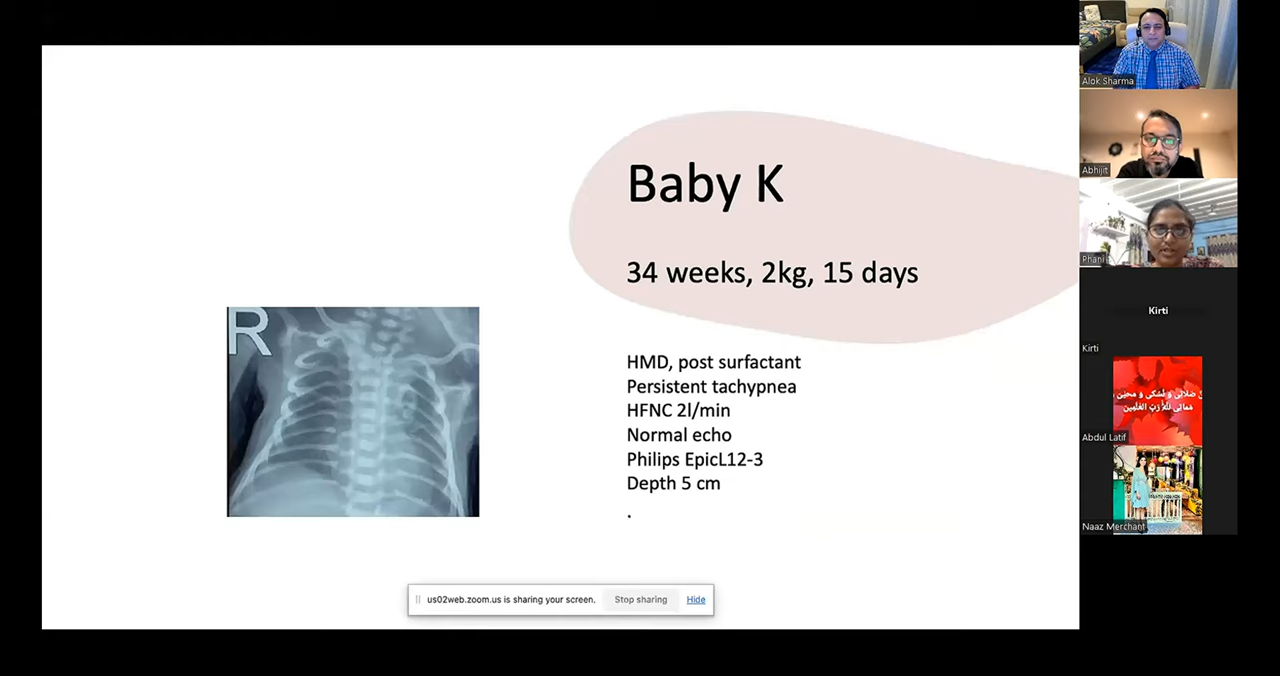 Baby K
34 weeks, 2kg, 15 days
HMD, post surfactant
Persistent tachypnea
HFNC 2l/min
Normal echo
Philips EpicL12-3
Depth 5 cm
.
R
us02web.zoom.us is sharing your screen. Stop sharing Hide
Alok Sharma
Abhijit
Phani
Kirti
Kirti
Abdul Latif
Naaz Merchant